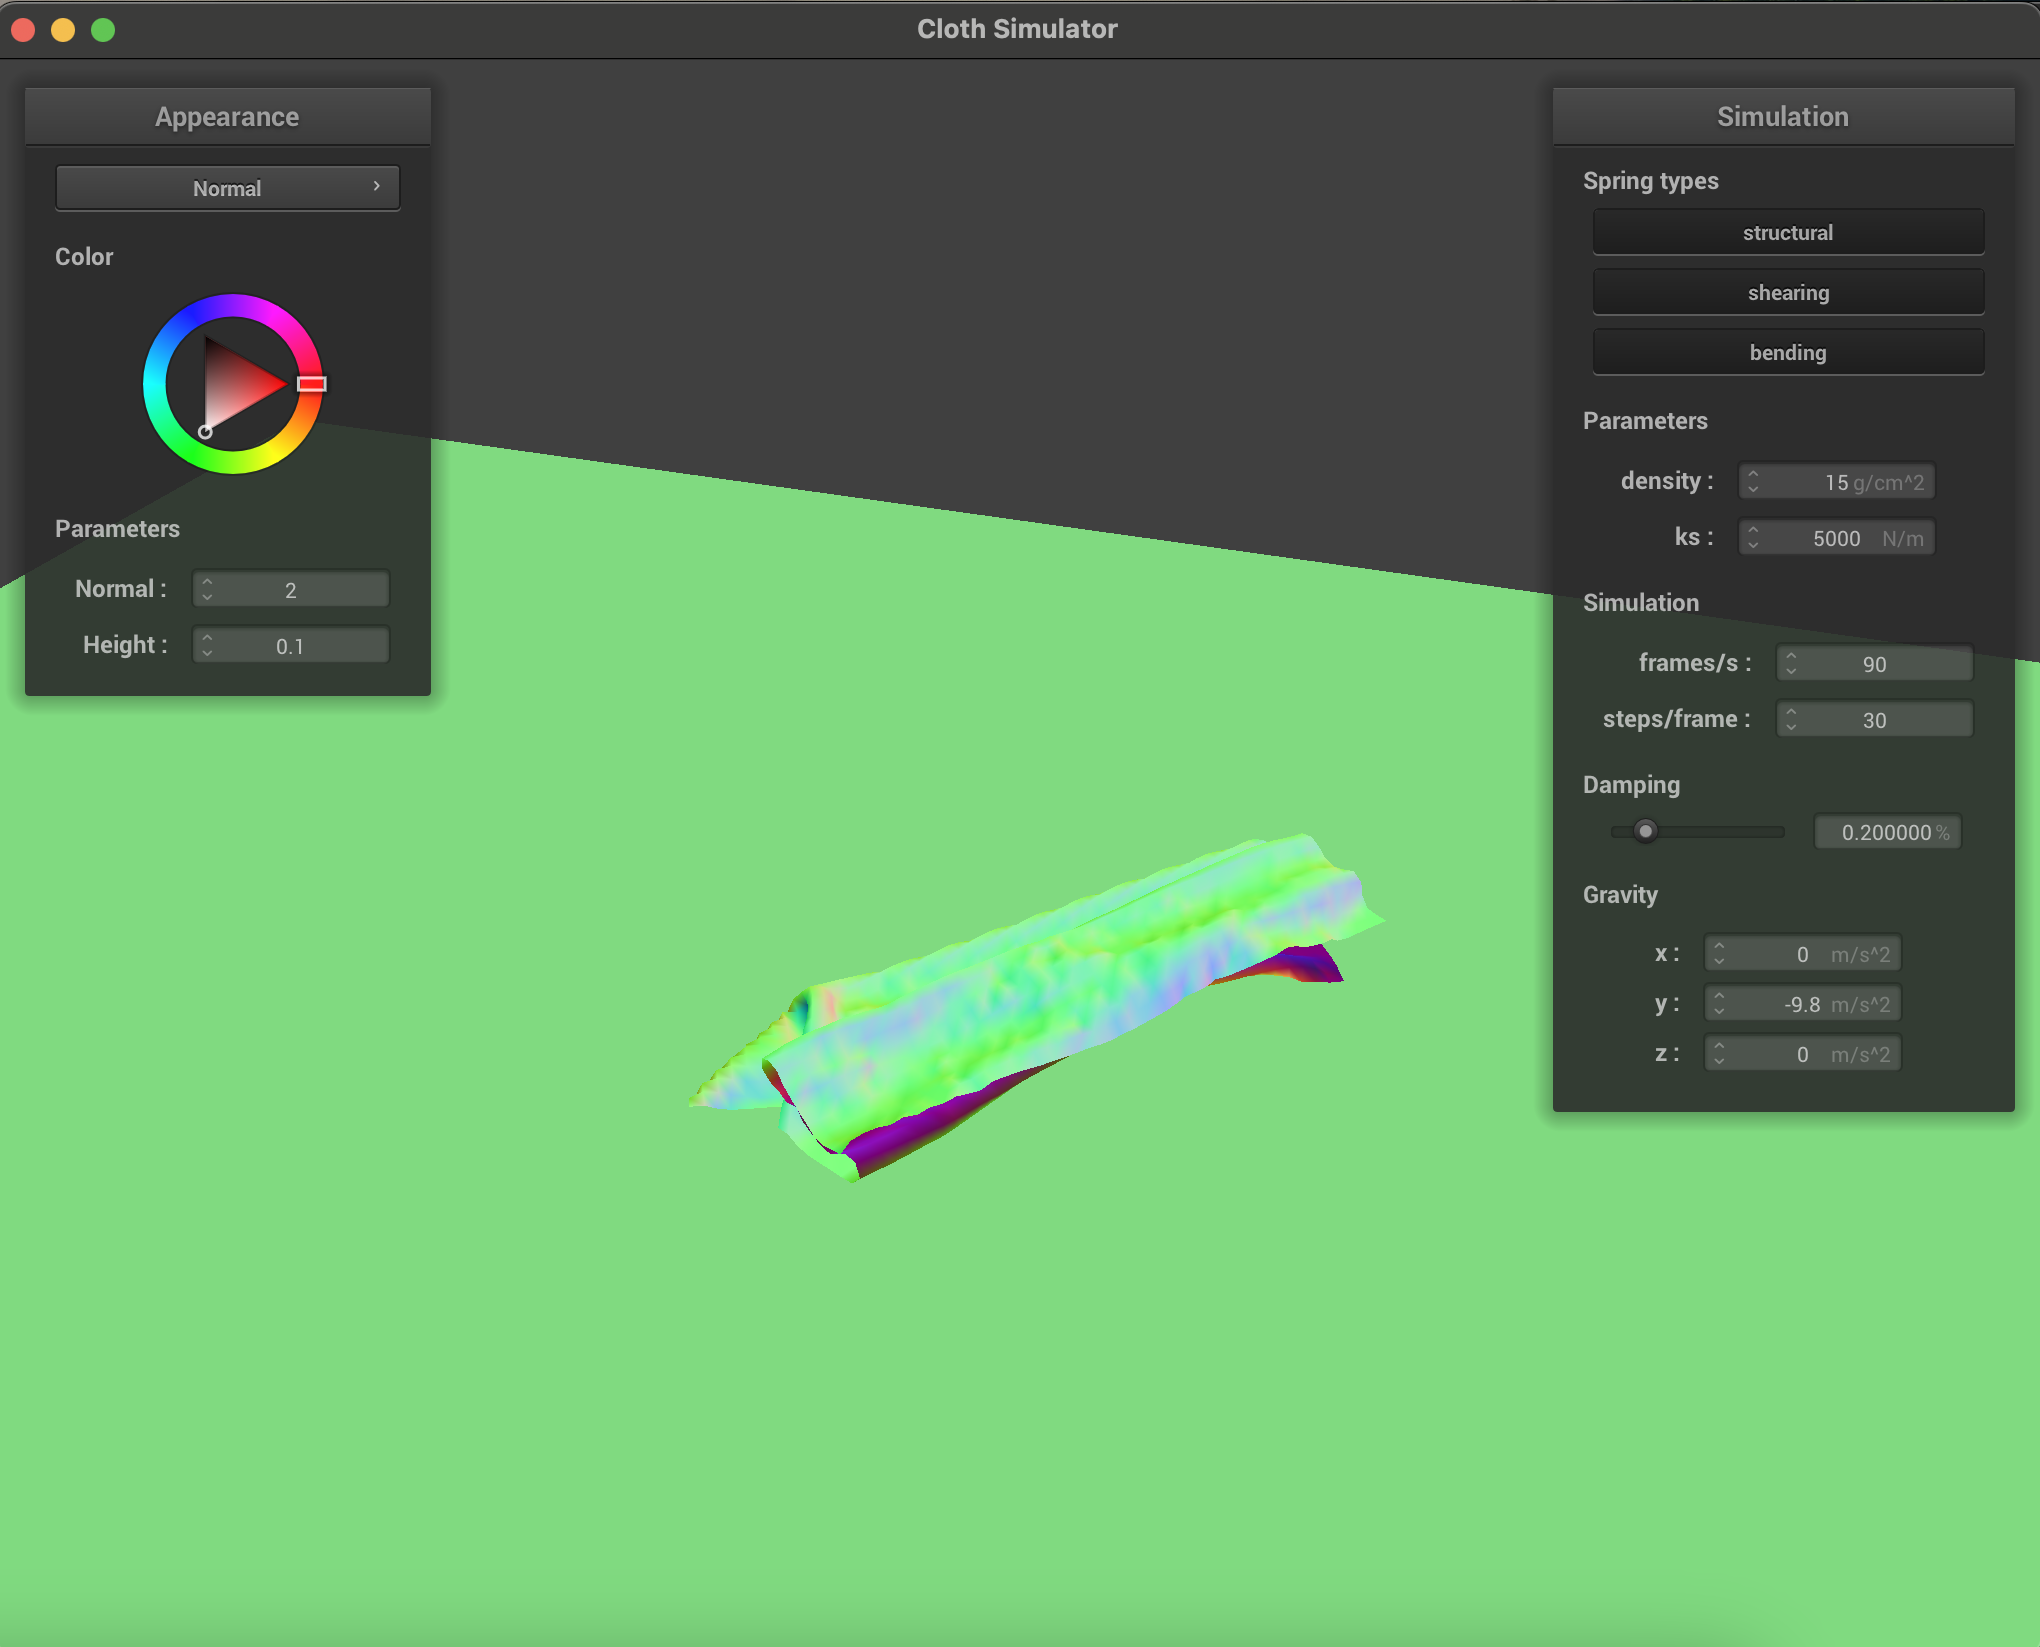 Cloth Simulator
Appearance
Normal
Color
Parameters
Normal : 2
Height : 0.1
Simulation
Spring types
structural
shearing
bending
Parameters
density : 15 g/cm^2
ks : 5000 N/m
Simulation
frames/s : 90
steps/frame : 30
Damping
0.200000 %
Gravity
x : 0 m/s^2
y : -9.8 m/s^2
z : 0 m/s^2